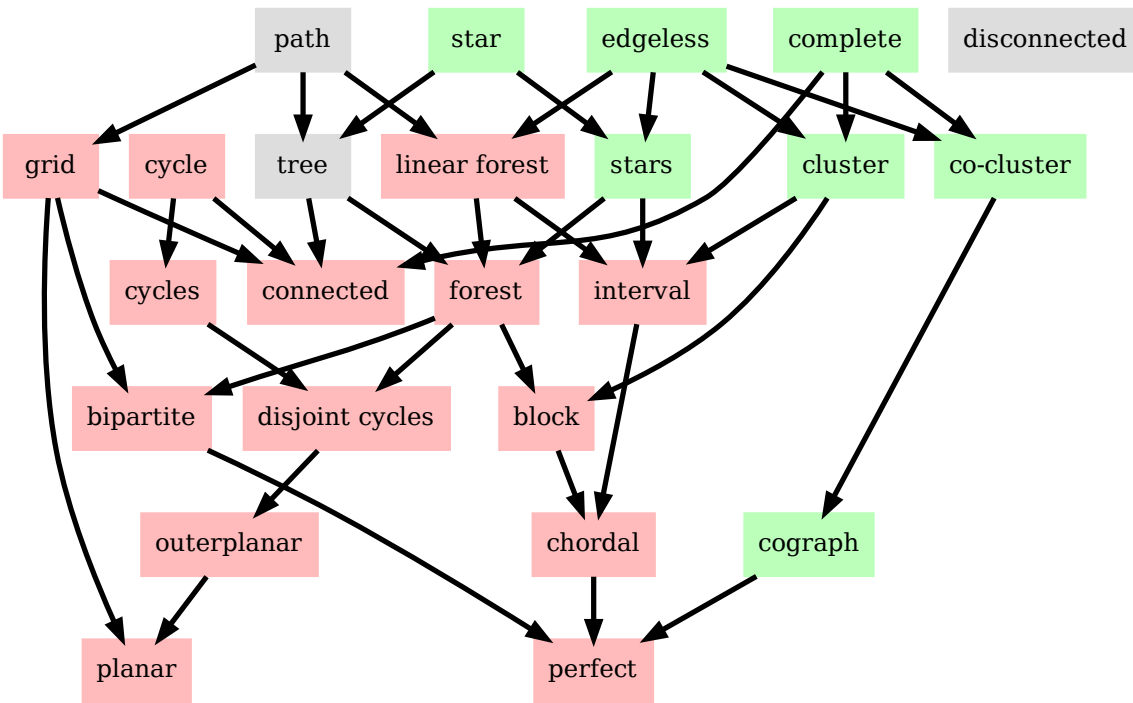 path
star
edgeless
complete
disconnected
grid
cycle
tree
linear forest
stars
cluster
co-cluster
cycles
connected
forest
interval
bipartite
disjoint cycles
block
outerplanar
chordal
cograph
planar
perfect